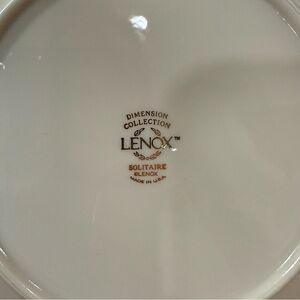 DIMENSION
COLLECTION
LENOX™
SOLITAIRE
©LENOX
MADE IN U.S.A.